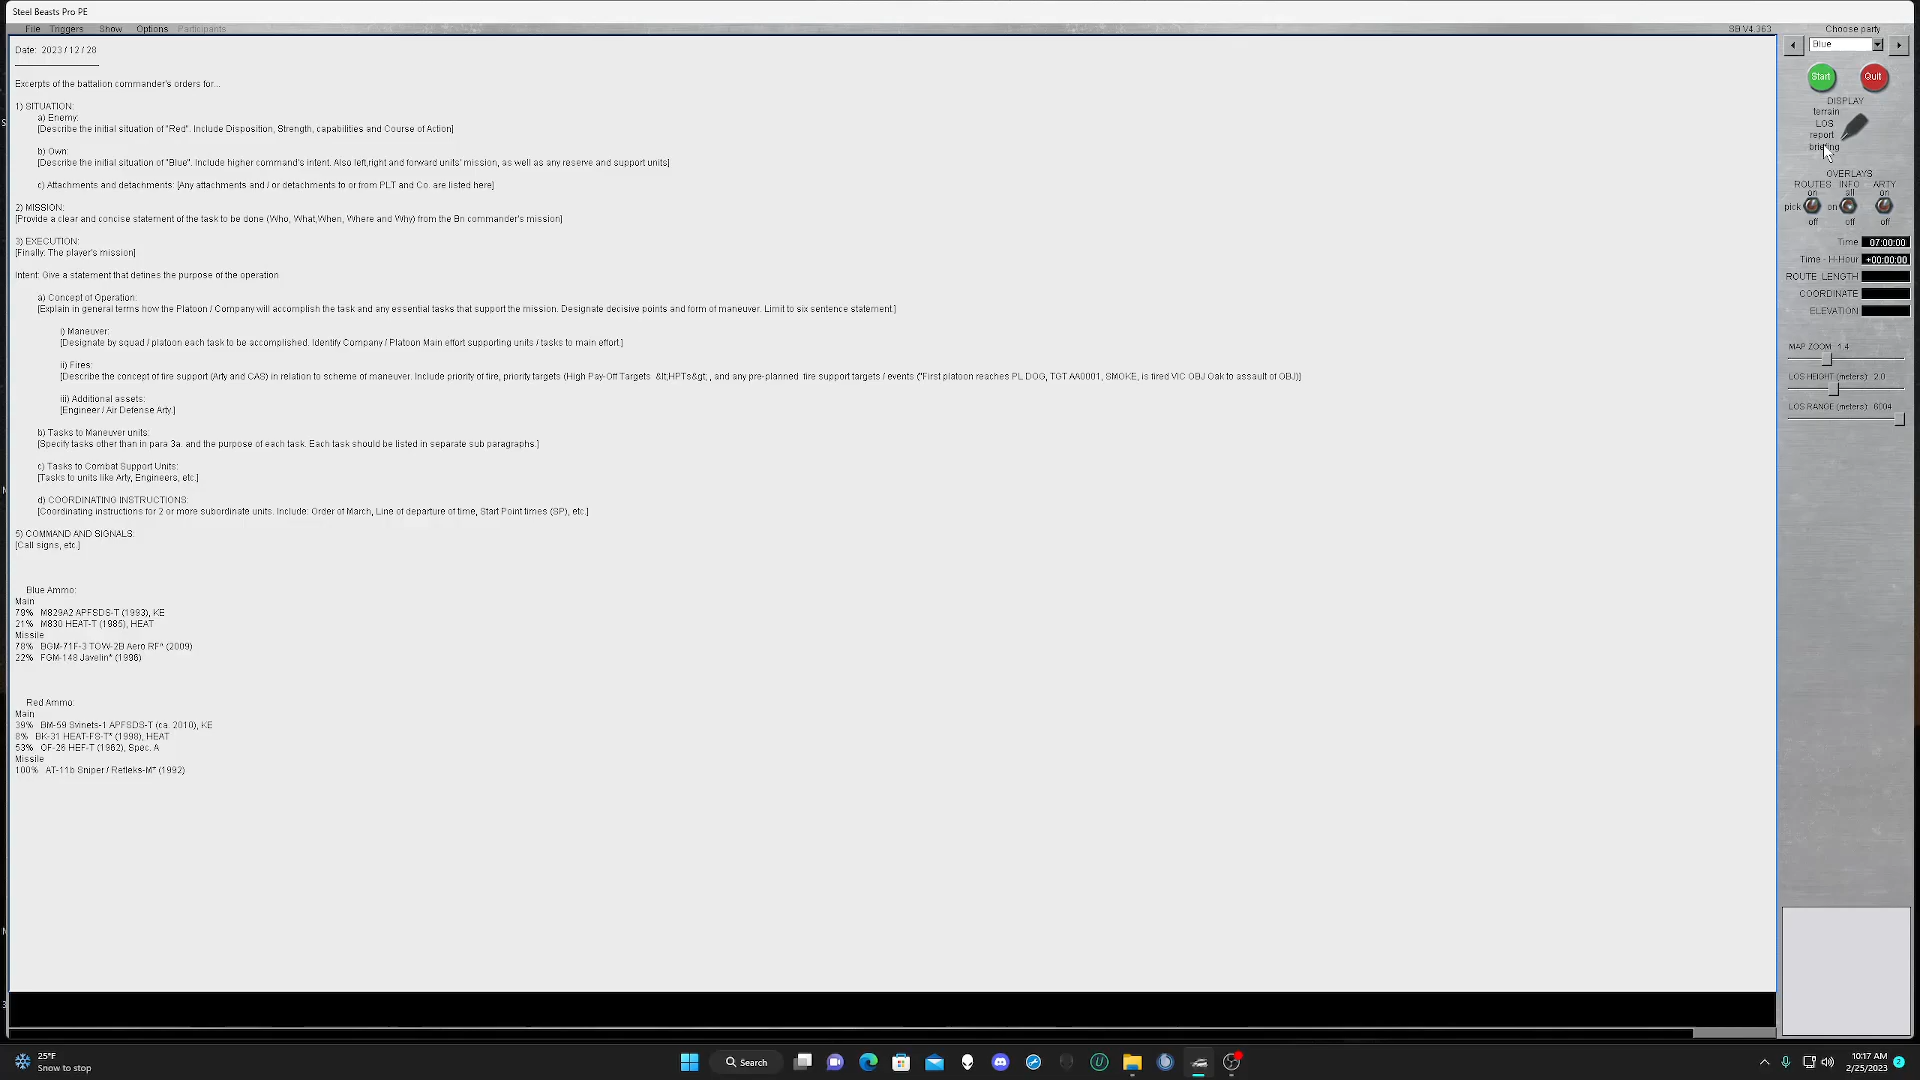 Steel Beasts Pro PE
File Triggers Show Options Participants SB V4.363 Choose party
Blue
Date: 2023 / 12 / 28
Start Quit
Excerpts of the battalion commander's orders for...
1) SITUATION:
a) Enemy:
[Describe the initial situation of "Red". Include Disposition, Strength, capabilities and Course of Action]
b) Own:
[Describe the initial situation of "Blue". Include higher command's intent. Also left,right and forward units' mission, as well as any reserve and support units]
c) Attachments and detachments: [Any attachments and / or detachments to or from PLT and Co. are listed here]
2) MISSION:
[Provide a clear and concise statement of the task to be done (Who, What,When, Where and Why) from the Bn commander's mission]
3) EXECUTION:
[Finally: The player's mission]
Intent: Give a statement that defines the purpose of the operation
a) Concept of Operation:
[Explain in general terms how the Platoon / Company will accomplish the task and any essential tasks that support the mission. Designate decisive points and form of maneuver. Limit to six sentence statement.]
i) Maneuver:
[Designate by squad / platoon each task to be accomplished. Identify Company / Platoon Main effort supporting units / tasks to main effort.]
ii) Fires:
[Describe the concept of fire support (Arty and CAS) in relation to scheme of maneuver. Include priority of fire, priority targets (High Pay-Off Targets &lt;HPTs&gt; , and any pre-planned fire support targets / events ("First platoon reaches PL DOG, TGT AA0001, SMOKE, is fired VIC OBJ Oak to assault of OBJ)]
iii) Additional assets:
[Engineer / Air Defense Arty.]
b) Tasks to Maneuver units:
[Specify tasks other than in para 3a. and the purpose of each task. Each task should be listed in separate sub paragraphs.]
c) Tasks to Combat Support Units:
[Tasks to units like Arty, Engineers, etc.]
d) COORDINATING INSTRUCTIONS:
[Coordinating instructions for 2 or more subordinate units. Include: Order of March, Line of departure of time, Start Point times (SP), etc.]
5) COMMAND AND SIGNALS:
[Call signs, etc.]
Blue Ammo:
Main
79% M829A2 APFSDS-T (1993), KE
21% M830 HEAT-T (1985), HEAT
Missile
78% BGM-71F-3 TOW-2B Aero RF* (2009)
22% FGM-148 Javelin* (1996)
Red Ammo:
Main
39% BM-59 Svinets-1 APFSDS-T (ca. 2010), KE
8% BK-31 HEAT-FS-T* (1998), HEAT
53% OF-26 HEF-T (1962), Spec. A
Missile
100% AT-11b Sniper / Refleks-M* (1992)
DISPLAY
terrain
LOS
report
briefing
OVERLAYS
ROUTES INFO ARTY
on all on
pick on
off off off
Time 07:00:00
Time - H-Hour +00:00:00
ROUTE LENGTH
COORDINATE
ELEVATION
MAP ZOOM 1.4
LOS HEIGHT (meters) 2.0
LOS RANGE (meters) 6004
25°F
Snow to stop
Search
10:17 AM
2/25/2023
2